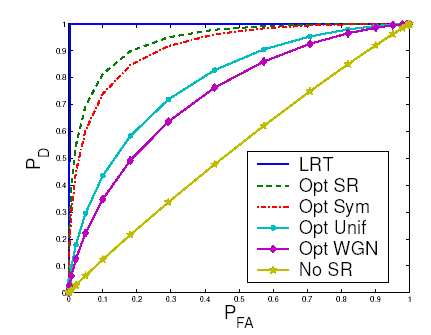 1
0.9
0.8
0.7
0.6
0.5
0.4
0.3
0.2
0.1
0
P_D
LRT
Opt SR
Opt Sym
Opt Unif
Opt WGN
No SR
0 0.1 0.2 0.3 0.4 0.5 0.6 0.7 0.8 0.9 1
P_FA